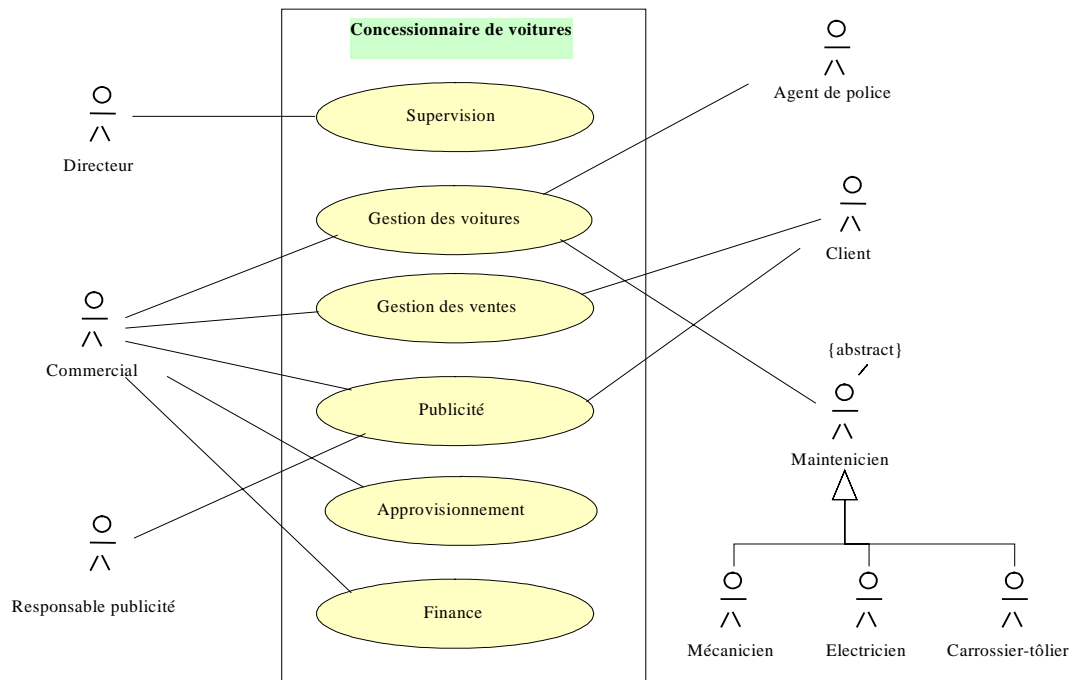 Concessionnaire de voitures
Agent de police
Supervision
Directeur
Gestion des voitures
Client
Gestion des ventes
{abstract}
Commercial
Publicité
Maintenicien
Approvisionnement
Responsable publicité
Finance
Mécanicien
Electricien
Carrossier-tôlier